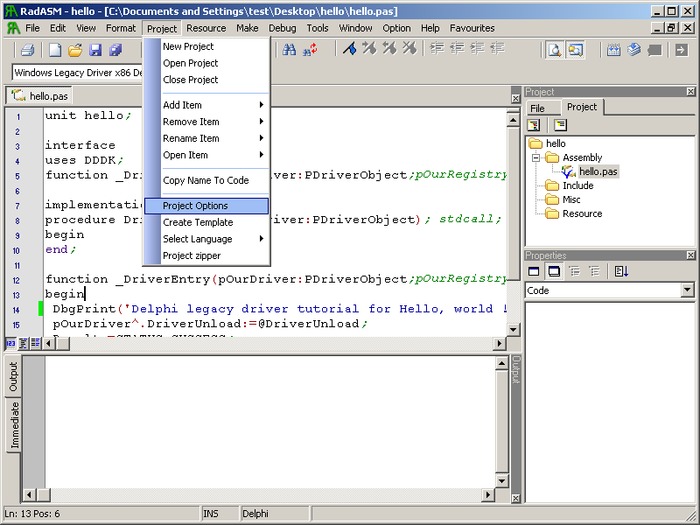 RadASM - hello - [C:\Documents and Settings\test\Desktop\hello\hello.pas]
File Edit View Format Project Resource Make Debug Tools Window Option Help Favourites
Windows Legacy Driver x86 De
New Project
Open Project
Close Project
Add Item
Remove Item
Rename Item
Open Item
Copy Name To Code
Project Options
Create Template
Select Language
Project zipper
hello.pas
1 unit hello;
2
3 interface
4 uses DDDK;
5 function _D verObject:PDriverObject;pOurRegistry
6
7 implementati
8 procedure Dr ver:PDriverObject); stdcall;
9 begin
10 end;
11
12 function _DriverEntry(pOurDriver:PDriverObject;pOurRegistry
13 begin
14 DbgPrint('Delphi legacy driver tutorial for Hello, world !
15 pOurDriver^.DriverUnload:=@DriverUnload;
Project
File Project
hello
Assembly
hello.pas
Include
Misc
Resource
Properties
Code
Output
Immediate
Output
Ln: 13 Pos: 6 INS Delphi